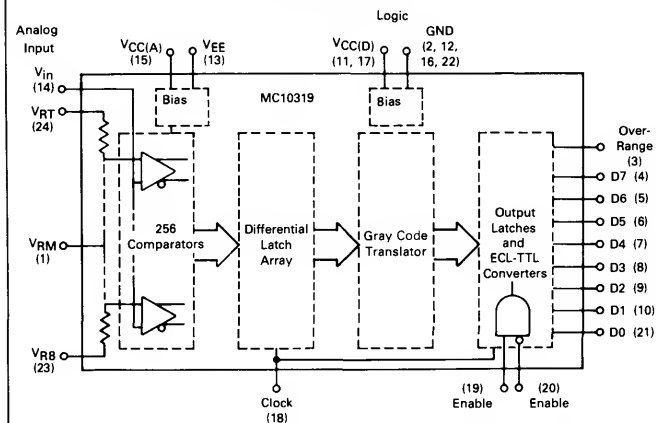 Analog
Input
Vin
(14)
VRT
(24)
VRM
(1)
VRB
(23)
VCC(A)
(15)
VEE
(13)
Logic
VCC(D)
(11, 17)
GND
(2, 12,
16, 22)
Bias
MC10319
Bias
256
Comparators
Differential
Latch
Array
Gray Code
Translator
Output
Latches
and
ECL-TTL
Converters
Over-
Range
(3)
D7 (4)
D6 (5)
D5 (6)
D4 (7)
D3 (8)
D2 (9)
D1 (10)
D0 (21)
Clock
(18)
(19)
Enable
(20)
Enable